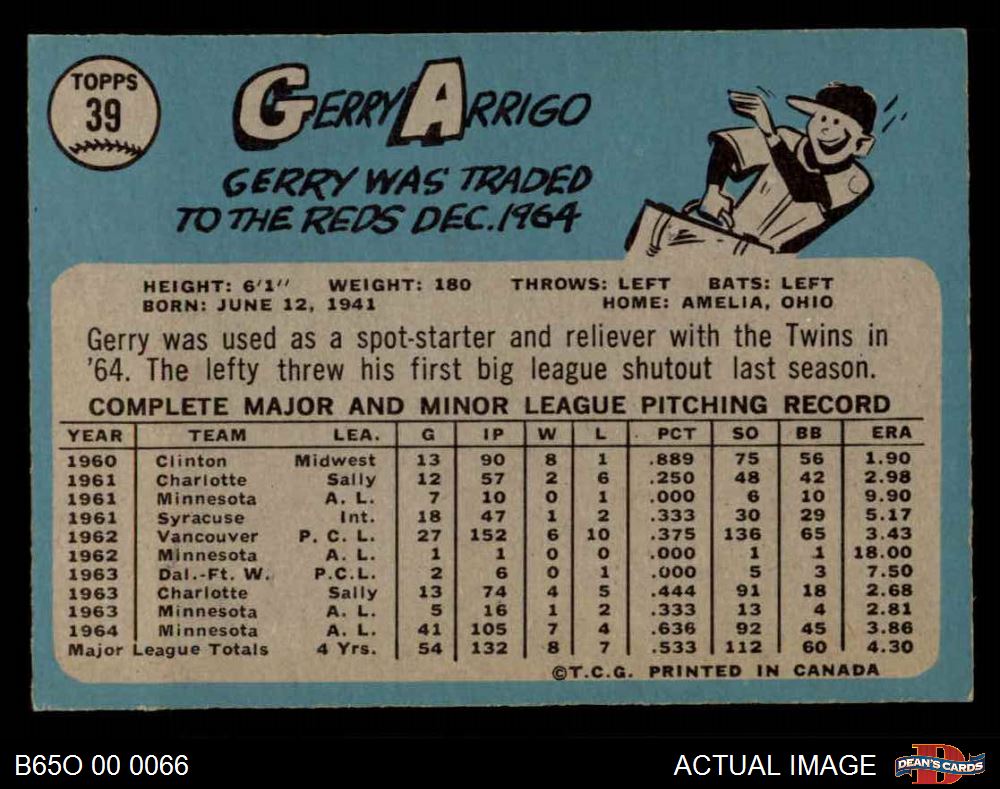 TOPPS
39
GERRY ARRIGO
GERRY WAS TRADED
TO THE REDS DEC. 1964
HEIGHT: 6'1" WEIGHT: 180 THROWS: LEFT BATS: LEFT
BORN: JUNE 12, 1941 HOME: AMELIA, OHIO
Gerry was used as a spot-starter and reliever with the Twins in
'64. The lefty threw his first big league shutout last season.
COMPLETE MAJOR AND MINOR LEAGUE PITCHING RECORD
YEAR TEAM LEA. G IP W L PCT SO BB ERA
1960 Clinton Midwest 13 90 8 1 .889 75 56 1.90
1961 Charlotte Sally 12 57 2 6 .250 48 42 2.98
1961 Minnesota A. L. 7 10 0 1 .000 6 10 9.90
1961 Syracuse Int. 18 47 1 2 .333 30 29 5.17
1962 Vancouver P. C. L. 27 152 6 10 .375 136 65 3.43
1962 Minnesota A. L. 1 1 0 0 .000 1 1 18.00
1963 Dal.-Ft. W. P.C.L. 2 6 0 1 .000 5 3 7.50
1963 Charlotte Sally 13 74 4 5 .444 91 18 2.68
1963 Minnesota A. L. 5 16 1 2 .333 13 4 2.81
1964 Minnesota A. L. 41 105 7 4 .636 92 45 3.86
Major League Totals 4 Yrs. 54 132 8 7 .533 112 60 4.30
©T.C.G. PRINTED IN CANADA
B65O 00 0066
ACTUAL IMAGE
D
DEAN'S CARDS